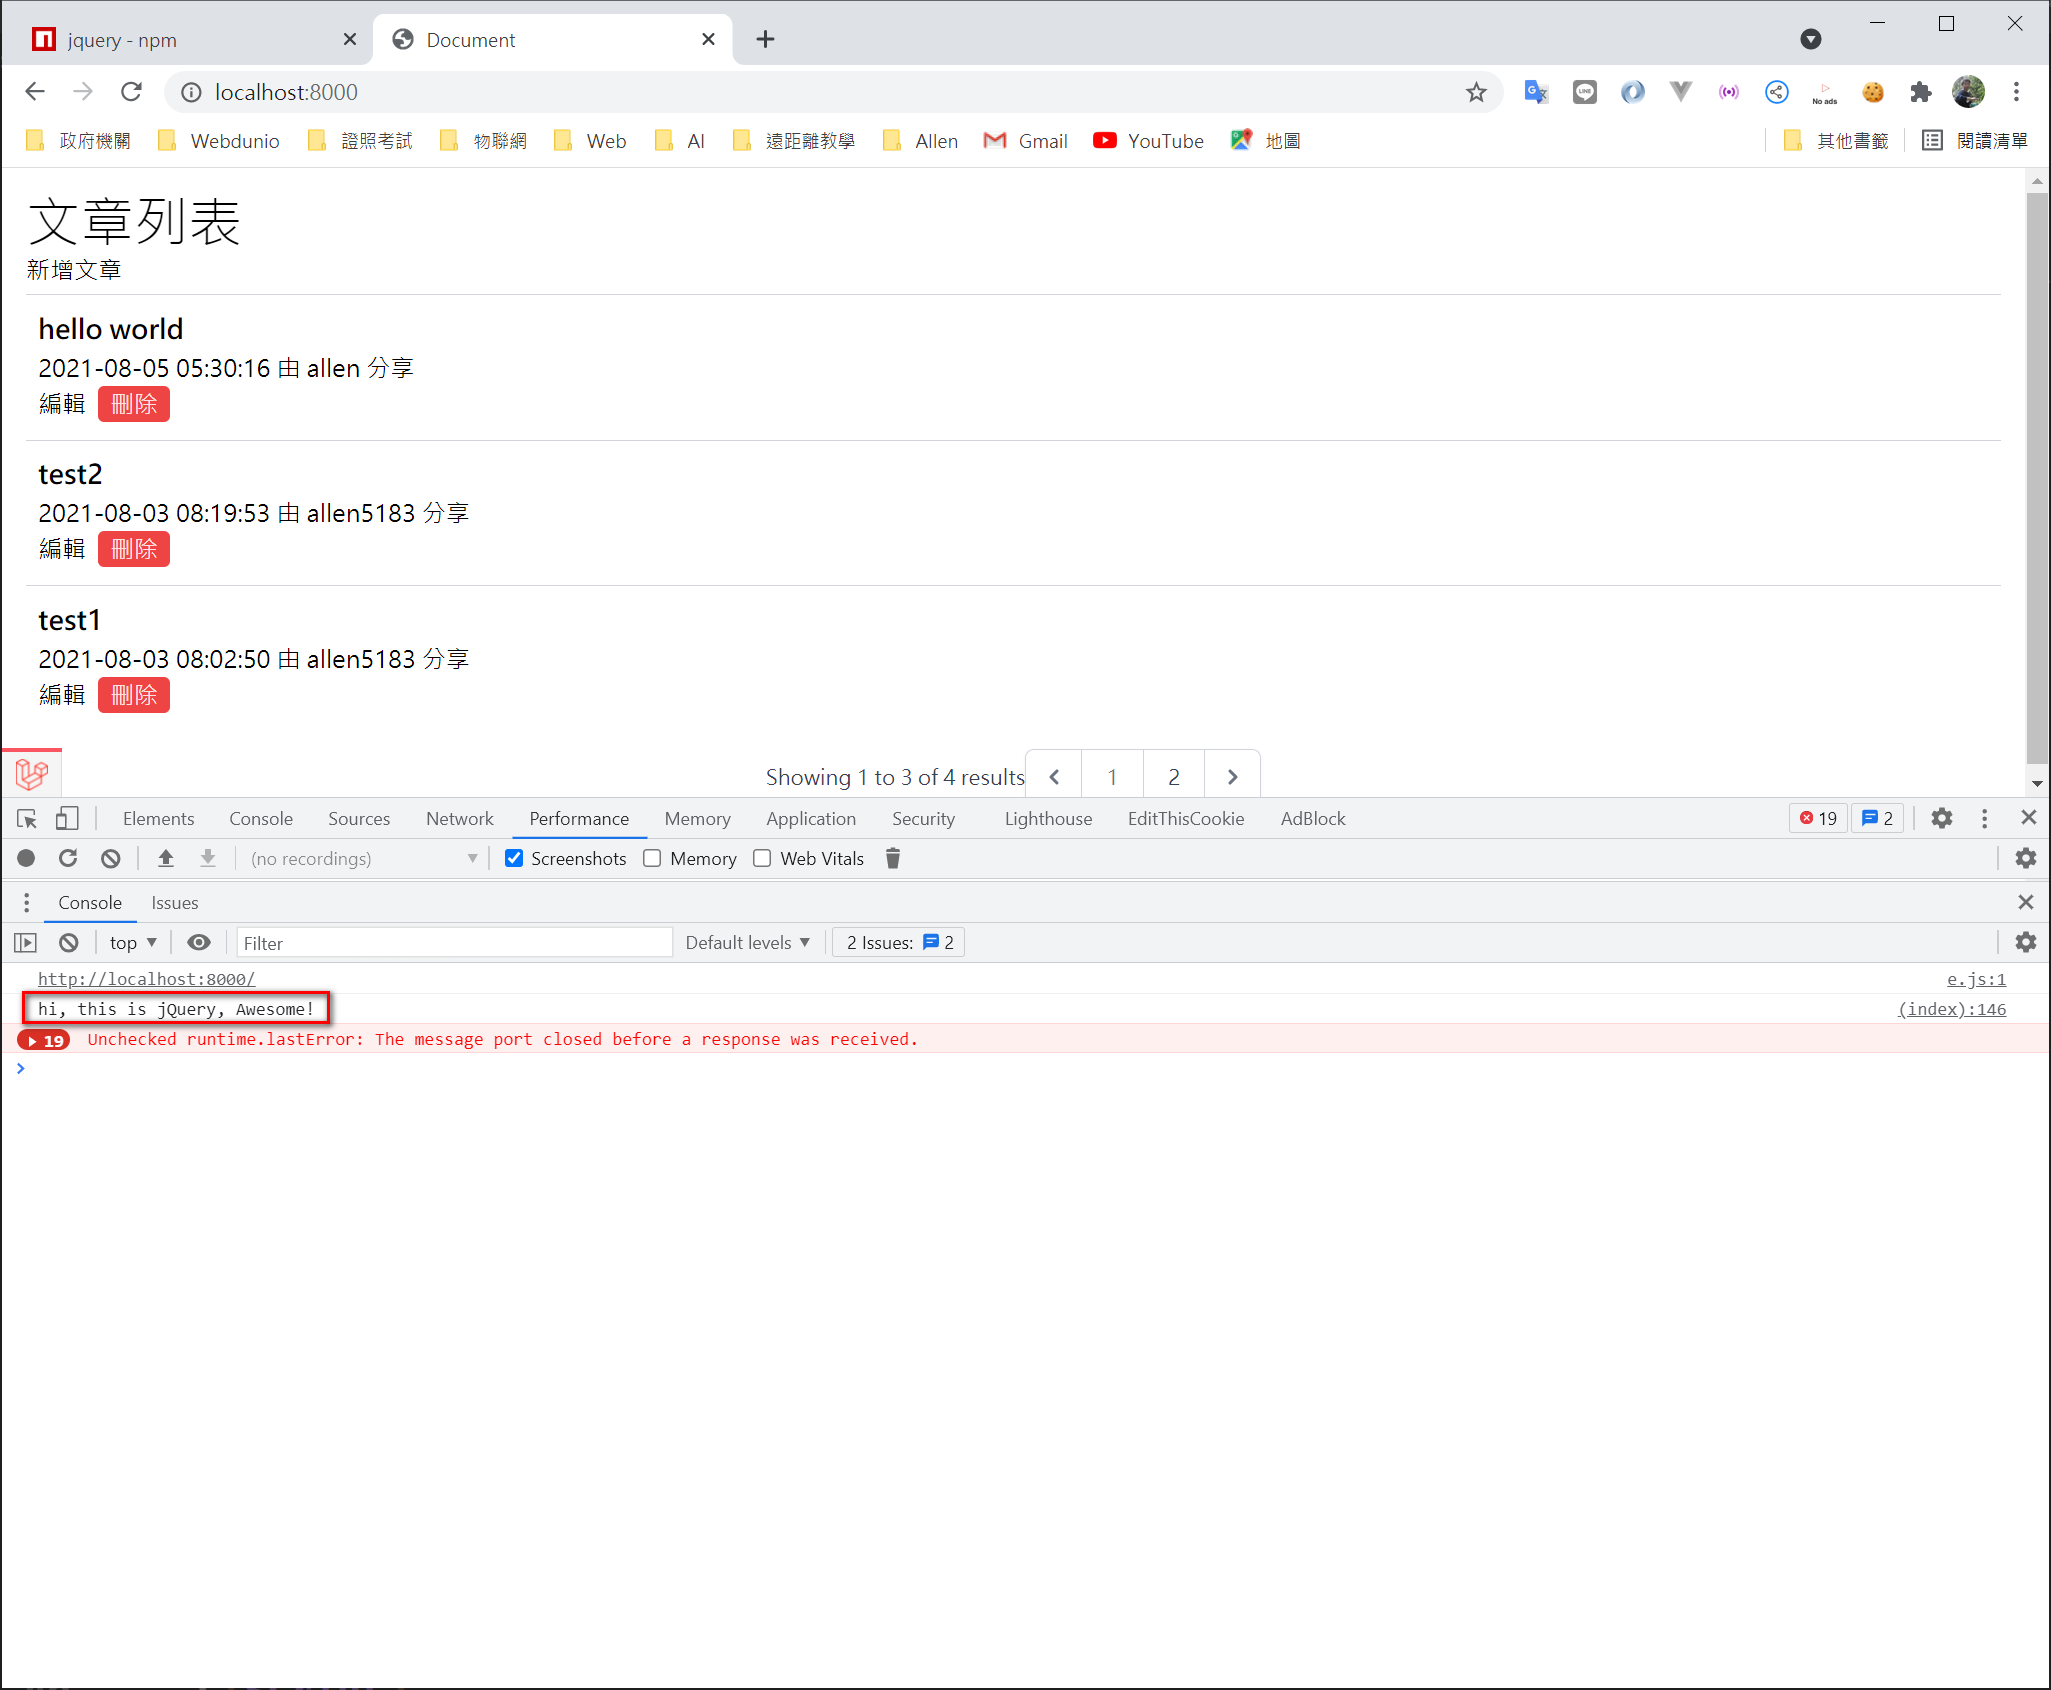 jquery - npm
Document
localhost:8000
No ads
政府機關 Webdunio 證照考試 物聯網 Web AI 遠距離教學 Allen Gmail YouTube 地圖 其他書籤 閱讀清單
文章列表
新增文章
hello world
2021-08-05 05:30:16 由 allen 分享
編輯 刪除
test2
2021-08-03 08:19:53 由 allen5183 分享
編輯 刪除
test1
2021-08-03 08:02:50 由 allen5183 分享
編輯 刪除
Showing 1 to 3 of 4 results 1 2
Elements Console Sources Network Performance Memory Application Security Lighthouse EditThisCookie AdBlock 19 2
(no recordings) Screenshots Memory Web Vitals
Console Issues
top Filter Default levels 2 Issues: 2
http://localhost:8000/ e.js:1
hi, this is jQuery, Awesome! (index):146
19 Unchecked runtime.lastError: The message port closed before a response was received.